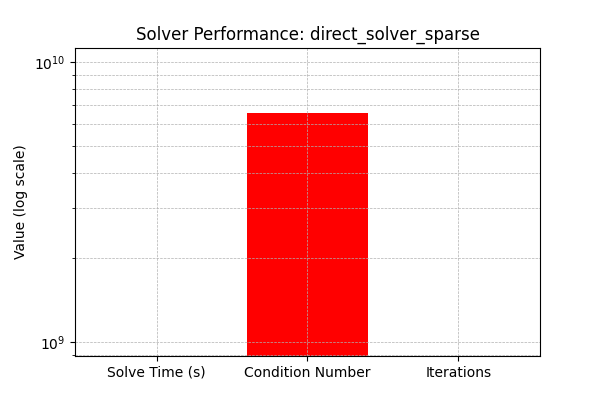 Solver Performance: direct_solver_sparse
Value (log scale)
10^10
10^9
Solve Time (s)
Condition Number
Iterations